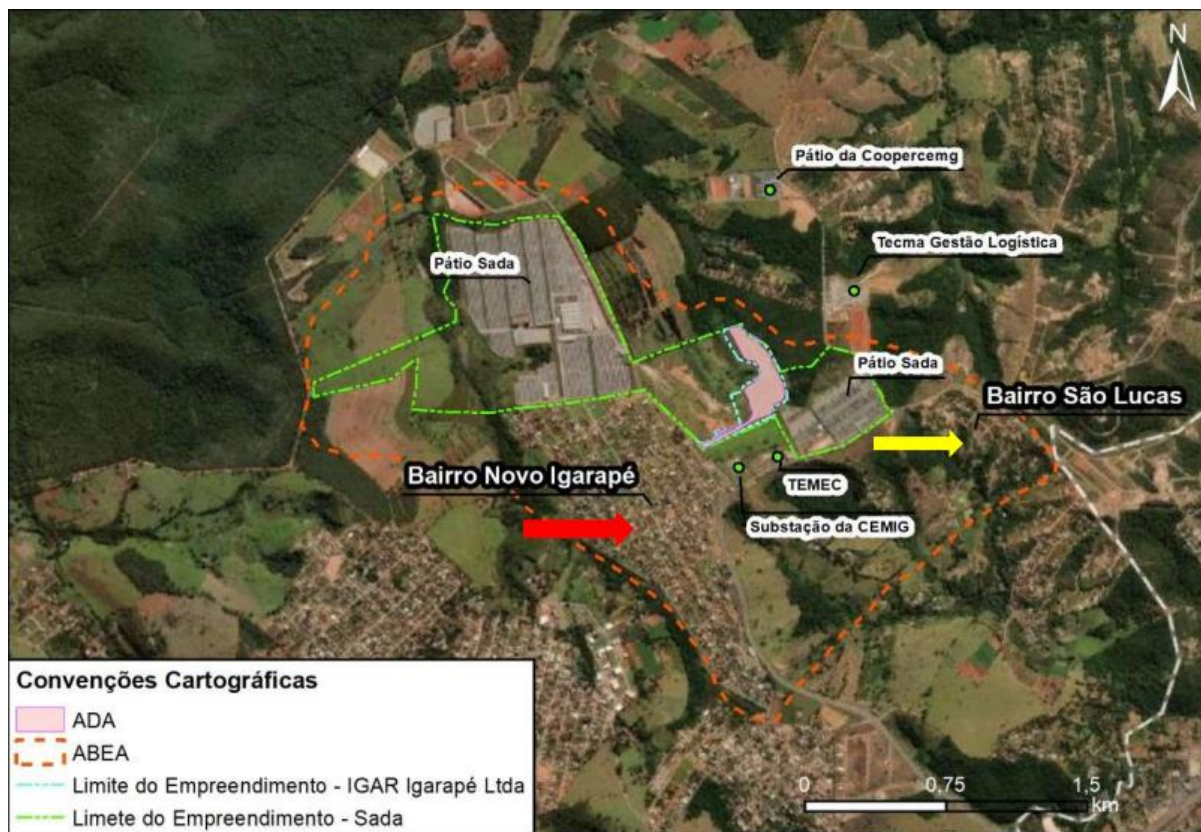 N
Pátio da Coopercemg
Tecma Gestão Logística
Pátio Sada
Pátio Sada
Bairro São Lucas
Bairro Novo Igarapé
TEMEC
Substação da CEMIG
Convenções Cartográficas
ADA
ABEA
Limite do Empreendimento - IGAR Igarapé Ltda
Limete do Empreendimento - Sada
0 0,75 1,5
km